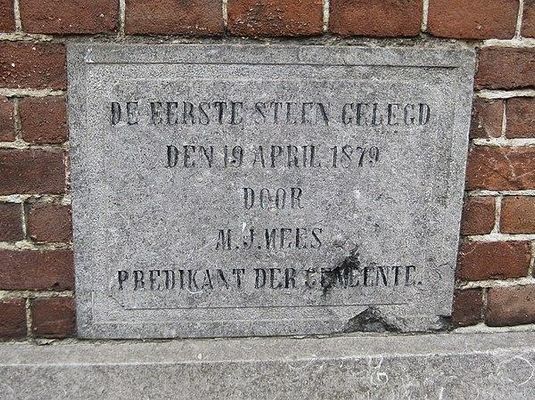 DE EERSTE STEEN GELEGD
DEN 19 APRIL 1879
DOOR
M.J. MEES
PREDIKANT DER GEMEENTE.